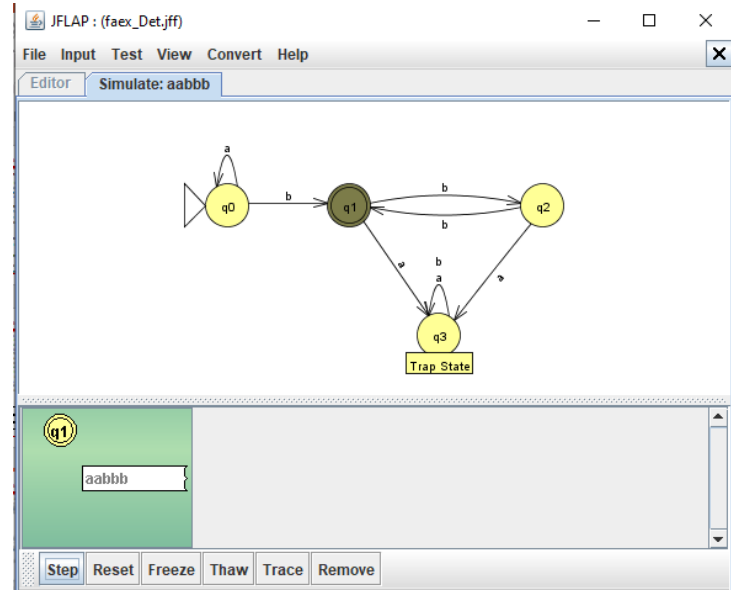 JFLAP : (faex_Det.jff)
File Input Test View Convert Help
Editor Simulate: aabbb
a
q0
b
q1
b
b
q2
a
b
a
a
q3
Trap State
q1
aabbb
Step Reset Freeze Thaw Trace Remove